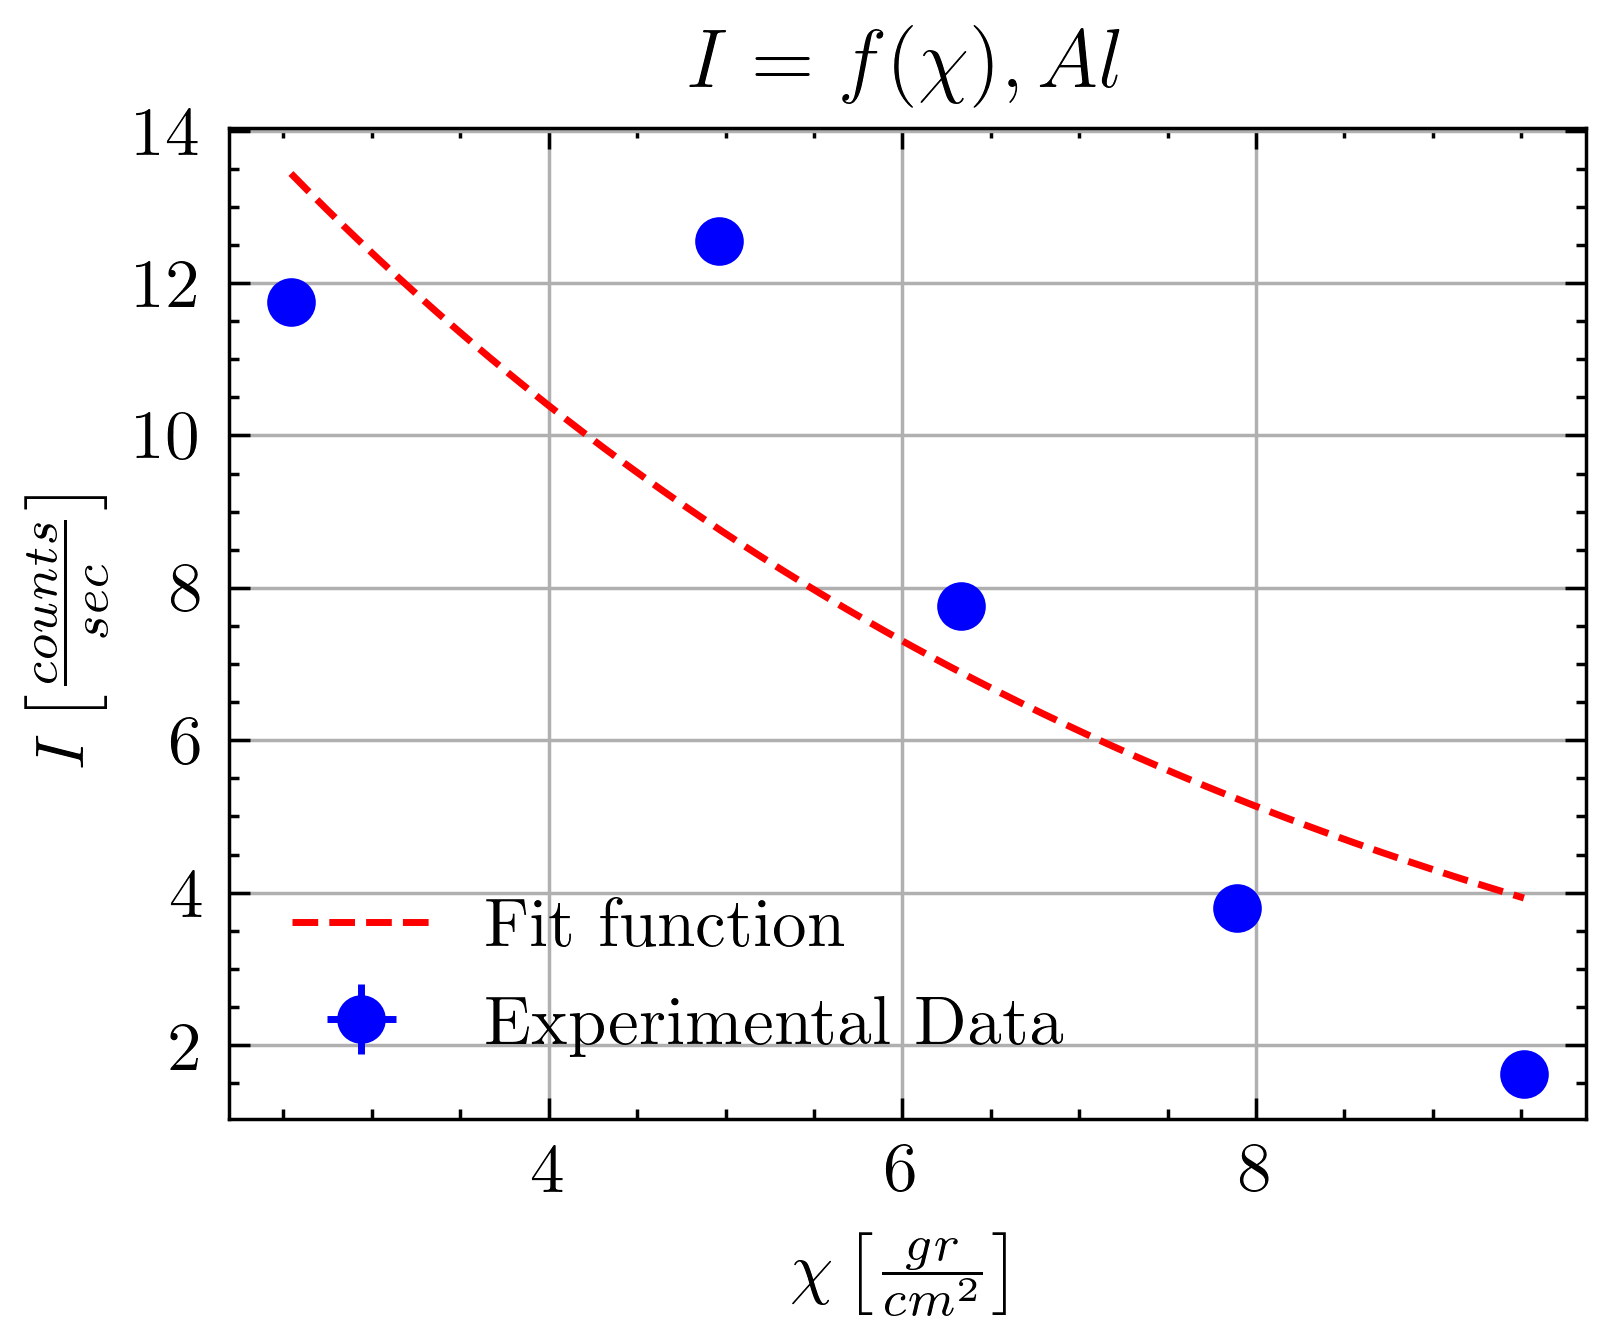 I = f(χ), Al
14
12
10
8
6
4
2
I [counts/sec]
Fit function
Experimental Data
4 6 8
χ [gr/cm²]